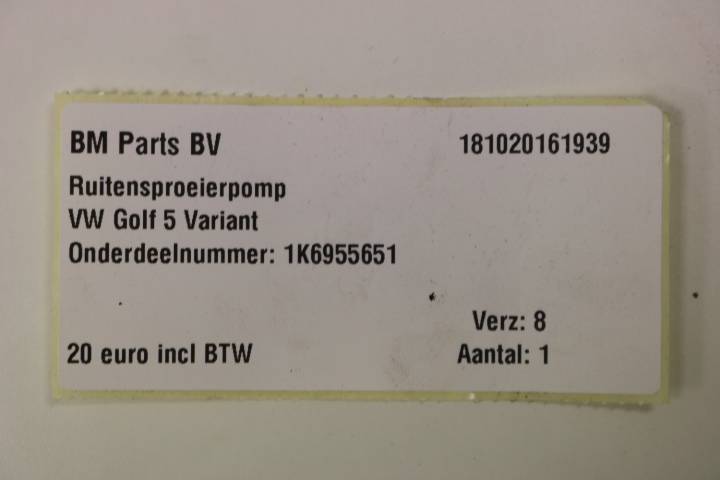 BM Parts BV 181020161939
Ruitensproeierpomp
VW Golf 5 Variant
Onderdeelnummer: 1K6955651
Verz: 8
20 euro incl BTW Aantal: 1